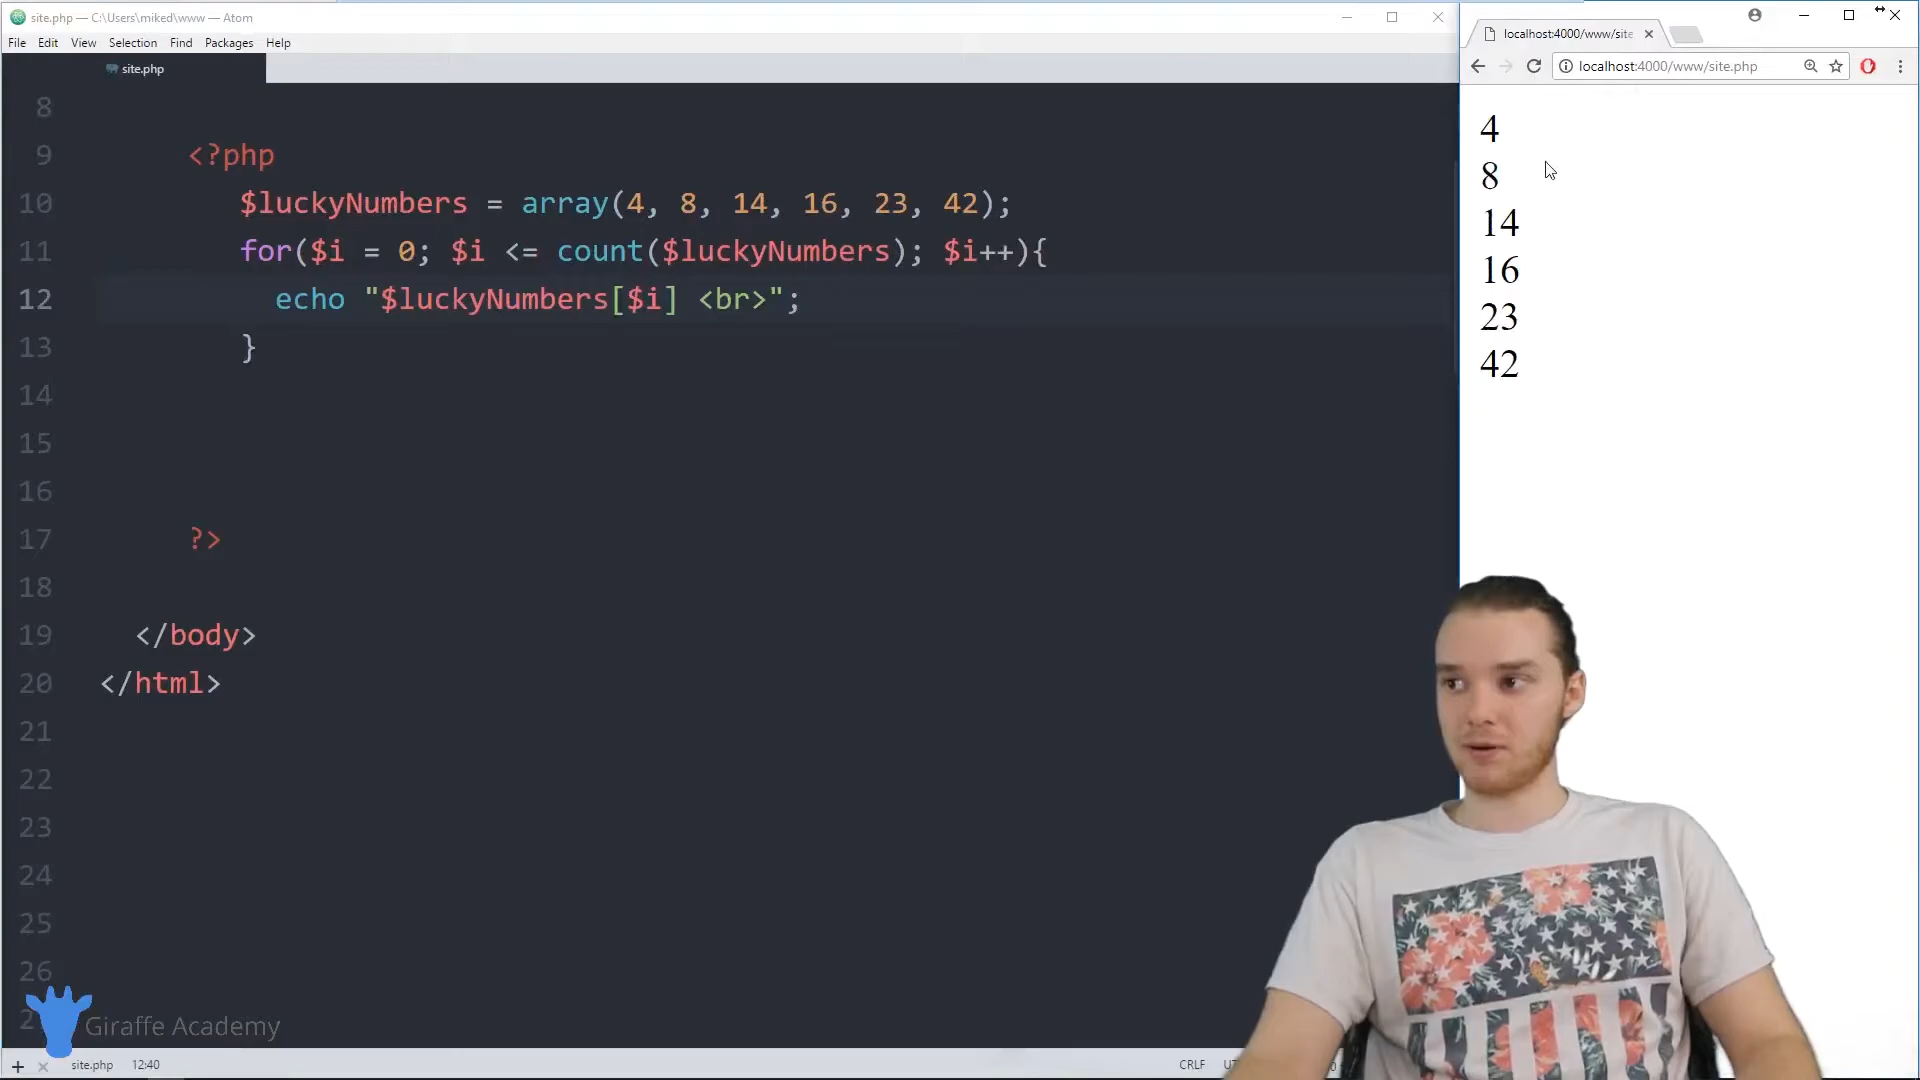 site.php — C:\Users\miked\www — Atom
File Edit View Selection Find Packages Help
site.php
8
9 <?php
10 $luckyNumbers = array(4, 8, 14, 16, 23, 42);
11 for($i = 0; $i <= count($luckyNumbers); $i++){
12 echo "$luckyNumbers[$i] <br>";
13 }
14
15
16
17 ?>
18
19 </body>
20 </html>
21
22
23
24
25
26
Giraffe Academy
site.php 12:40 CRLF
localhost:4000/www/site
localhost:4000/www/site.php
4
8
14
16
23
42